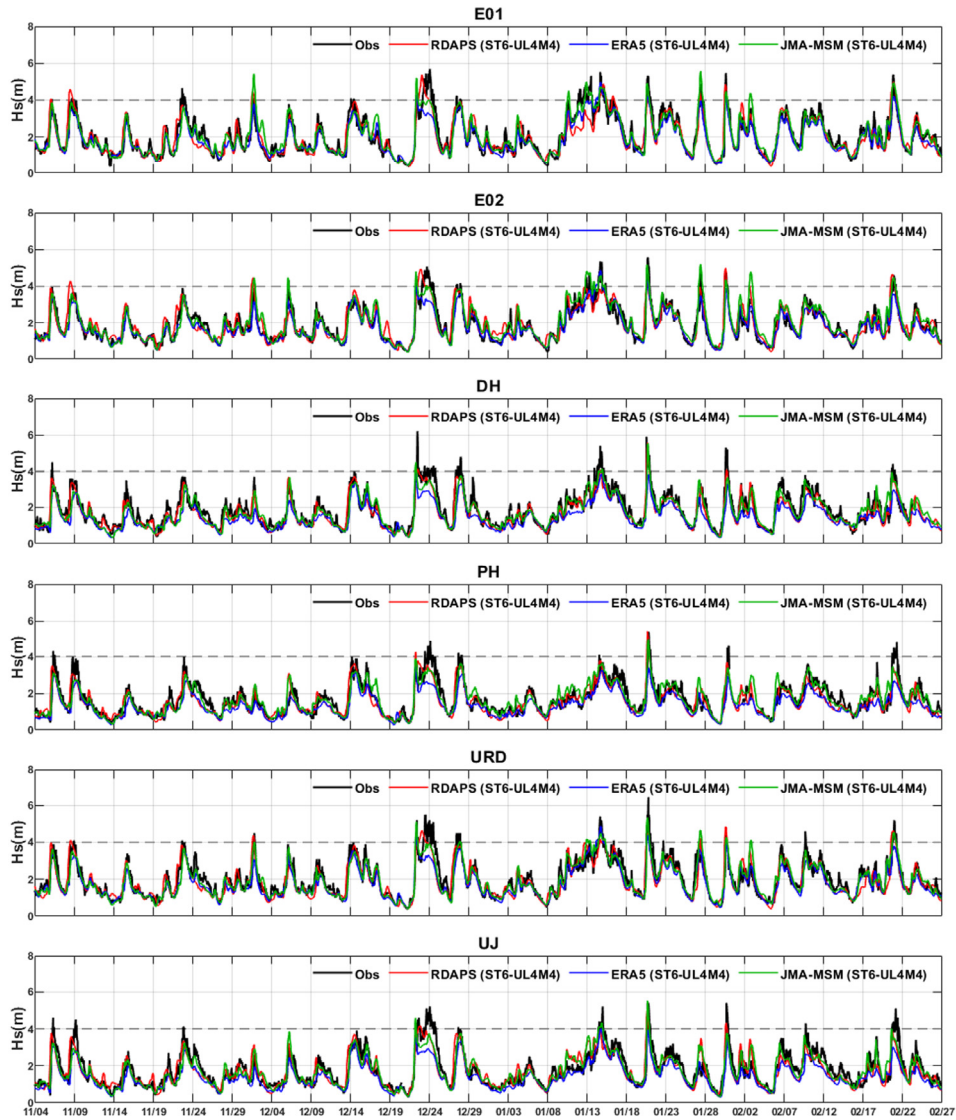 E01
8
6
4
2
0
Hs(m)
Obs RDAPS (ST6-UL4M4) ERA5 (ST6-UL4M4) JMA-MSM (ST6-UL4M4)
E02
8
6
4
2
0
Hs(m)
Obs RDAPS (ST6-UL4M4) ERA5 (ST6-UL4M4) JMA-MSM (ST6-UL4M4)
DH
8
6
4
2
0
Hs(m)
Obs RDAPS (ST6-UL4M4) ERA5 (ST6-UL4M4) JMA-MSM (ST6-UL4M4)
PH
8
6
4
2
0
Hs(m)
Obs RDAPS (ST6-UL4M4) ERA5 (ST6-UL4M4) JMA-MSM (ST6-UL4M4)
URD
8
6
4
2
0
Hs(m)
Obs RDAPS (ST6-UL4M4) ERA5 (ST6-UL4M4) JMA-MSM (ST6-UL4M4)
UJ
8
6
4
2
0
Hs(m)
Obs RDAPS (ST6-UL4M4) ERA5 (ST6-UL4M4) JMA-MSM (ST6-UL4M4)
11/04 11/09 11/14 11/19 11/24 11/29 12/04 12/09 12/14 12/19 12/24 12/29 01/03 01/08 01/13 01/18 01/23 01/28 02/02 02/07 02/12 02/17 02/22 02/27